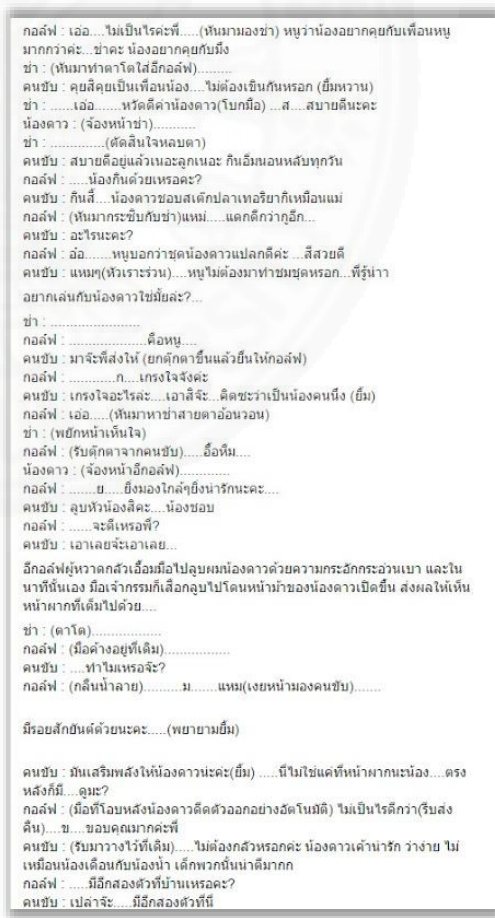 กอล์ฟ : เอ่อ....ไม่เป็นไรค่ะพี่.....(หันมามองช่า) หนูว่าน้องอยากคุยกับเพื่อนหนู
มากกว่าค่ะ...ช่าคะ น้องอยากคุยกับมึง
ช่า : (หันมาทำตาโตใส่อีกอล์ฟ).........
คนขับ : คุยสิคุยเป็นเพื่อนน้อง....ไม่ต้องเขินกันหรอก (ยิ้มหวาน)
ช่า : ......เอ่อ.......หวัดดีค่าน้องดาว(โบกมือ) ...ส....สบายดีนะคะ
น้องดาว : (จ้องหน้าช่า)...........
ช่า : ............(ตัดสินใจหลบตา)
คนขับ : สบายดีอยู่แล้วเนอะลูกเนอะ กินอิ่มนอนหลับทุกวัน
กอล์ฟ : .....น้องกินด้วยเหรอคะ?
คนขับ : กินสิ่....น้องดาวชอบสเต๊กปลาเทอริยากิเหมือนแม่
กอล์ฟ : (หันมากระซิบกับช่า)แหม่.....แดกดีกว่ากูอีก...
คนขับ : อะไรนะคะ?
กอล์ฟ : อ๋อ.......หนูบอกว่าชุดน้องดาวแปลกดีค่ะ ...สีสวยดี
คนขับ : แหมๆ(หัวเราะร่วน)....หนูไม่ต้องมาทำชมชุดหรอก...พี่รู้น่าา
อยากเล่นกับน้องดาวใช่มั้ยล่ะ?...
ช่า : ......................
กอล์ฟ : ...................คือหนู....
คนขับ : มาจ๊ะพี่ส่งให้ (ยกตุ๊กตาขึ้นแล้วยื่นให้กอล์ฟ)
กอล์ฟ : ............ก....เกรงใจจังค่ะ
คนขับ : เกรงใจอะไรล่ะ....เอาสิจ๊ะ...คิดซะว่าเป็นน้องคนนึง (ยิ้ม)
กอล์ฟ : เอ่อ.....(หันมาหาช่าสายตาอ้อนวอน)
ช่า : (พยักหน้าเห็นใจ)
กอล์ฟ : (รับตุ๊กตาจากคนขับ).....อื้อหืม....
น้องดาว : (จ้องหน้าอีกอล์ฟ)............
กอล์ฟ : .......ย.....ยิ่งมองใกล้ๆยิ่งน่ารักนะคะ....
คนขับ : ลูบหัวน้องสิคะ....น้องชอบ
กอล์ฟ : ......จะดีเหรอพี่?
คนขับ : เอาเลยจ้ะเอาเลย...
อีกอล์ฟผู้หวาดกลัวเอื้อมมือไปลูบผมน้องดาวด้วยความกระอักกระอ่วนเบา และใน
นาทีนั้นเอง มือเจ้ากรรมก็เสือกลูบไปโดนหน้าม้าของน้องดาวเปิดขึ้น ส่งผลให้เห็น
หน้าผากที่เต็มไปด้วย....
ช่า : (ตาโต)..................
กอล์ฟ : (มือค้างอยู่ที่เดิม).................
คนขับ : ....ทำไมเหรอจ๊ะ?
กอล์ฟ : (กลืนน้ำลาย)..........ม.......แหม(เงยหน้ามองคนขับ).......
มีรอยสักยันต์ด้วยนะคะ.....(พยายามยิ้ม)
คนขับ : มันเสริมพลังให้น้องดาวน่ะค่ะ(ยิ้ม) .....นี่ไม่ใช่แค่ที่หน้าผากนะน้อง....ตรง
หลังก็มี....ดูมะ?
กอล์ฟ : (มือที่โอบหลังน้องดาวดีดตัวออกอย่างอัตโนมัติ) ไม่เป็นไรดีกว่า(รีบส่ง
คืน)....ข....ขอบคุณมากค่ะพี่
คนขับ : (รับมาวางไว้ที่เดิม).....ไม่ต้องกลัวหรอกค่ะ น้องดาวเค้าน่ารัก ว่าง่าย ไม่
เหมือนน้องเดือนกับน้องน้ำ เด็กพวกนั้นน่าตีมากก
กอล์ฟ : .....มีอีกสองตัวที่บ้านเหรอคะ?
คนขับ : เปล่าจ้ะ.....มีอีกสองตัวที่นี่